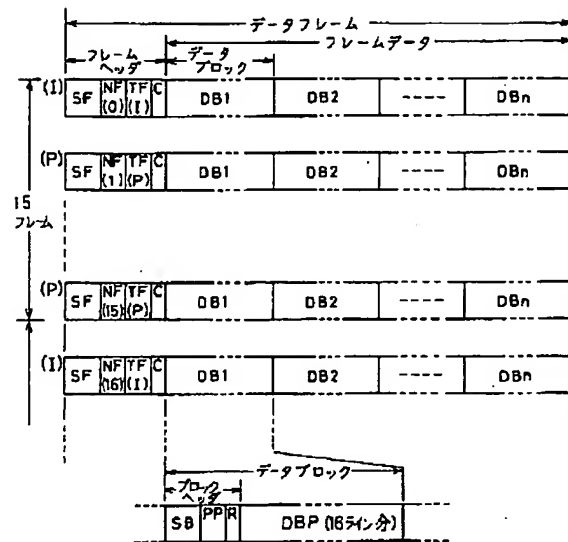 データフレーム
フレームデータ
フレーム
ヘッダ
データ
ブロック
(I) SF NF (0) TF (I) C DB1 DB2 ---- DBn
(P) SF NF (1) TF (P) C DB1 DB2 ---- DBn
15
フレーム
(P) SF NF (15) TF (P) C DB1 DB2 ---- DBn
(I) SF NF (16) TF (I) C DB1 DB2 ---- DBn
データブロック
ブロック
ヘッダ
SB PP R DBP (16ライン分)